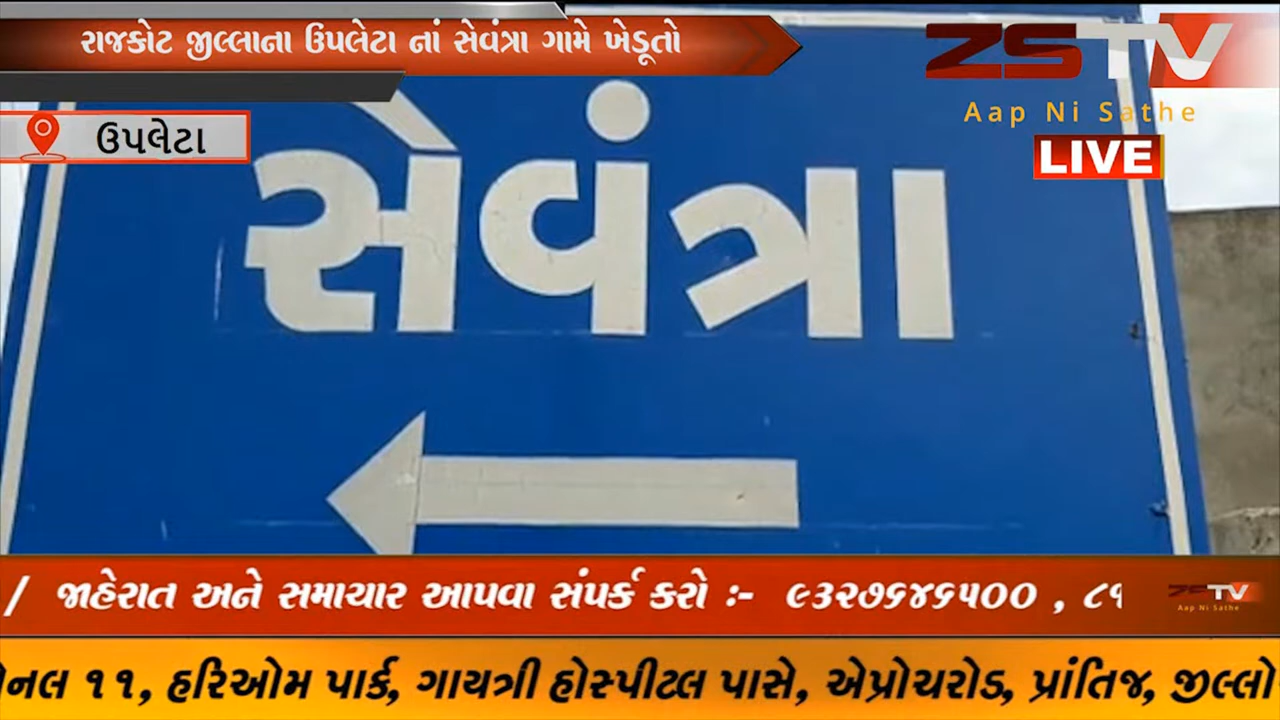 રાજકોટ જીલ્લાના ઉપલેટા નાં સેવંત્રા ગામે ખેડૂતો
ZSTV
Aap Ni Sathe
LIVE
ઉપલેટા
સેવંત્રા
/ જાહેરાત અને સમાચાર આપવા સંપર્ક કરો :- ૯૩૨૭૬૪૬૫૦૦ , ૮૧
ZSTV
Aap Ni Sathe
૧૧, હરિઓમ પાર્ક, ગાયત્રી હોસ્પીટલ પાસે, એપ્રોચરોડ, પ્રાંતિજ, જીલ્લો